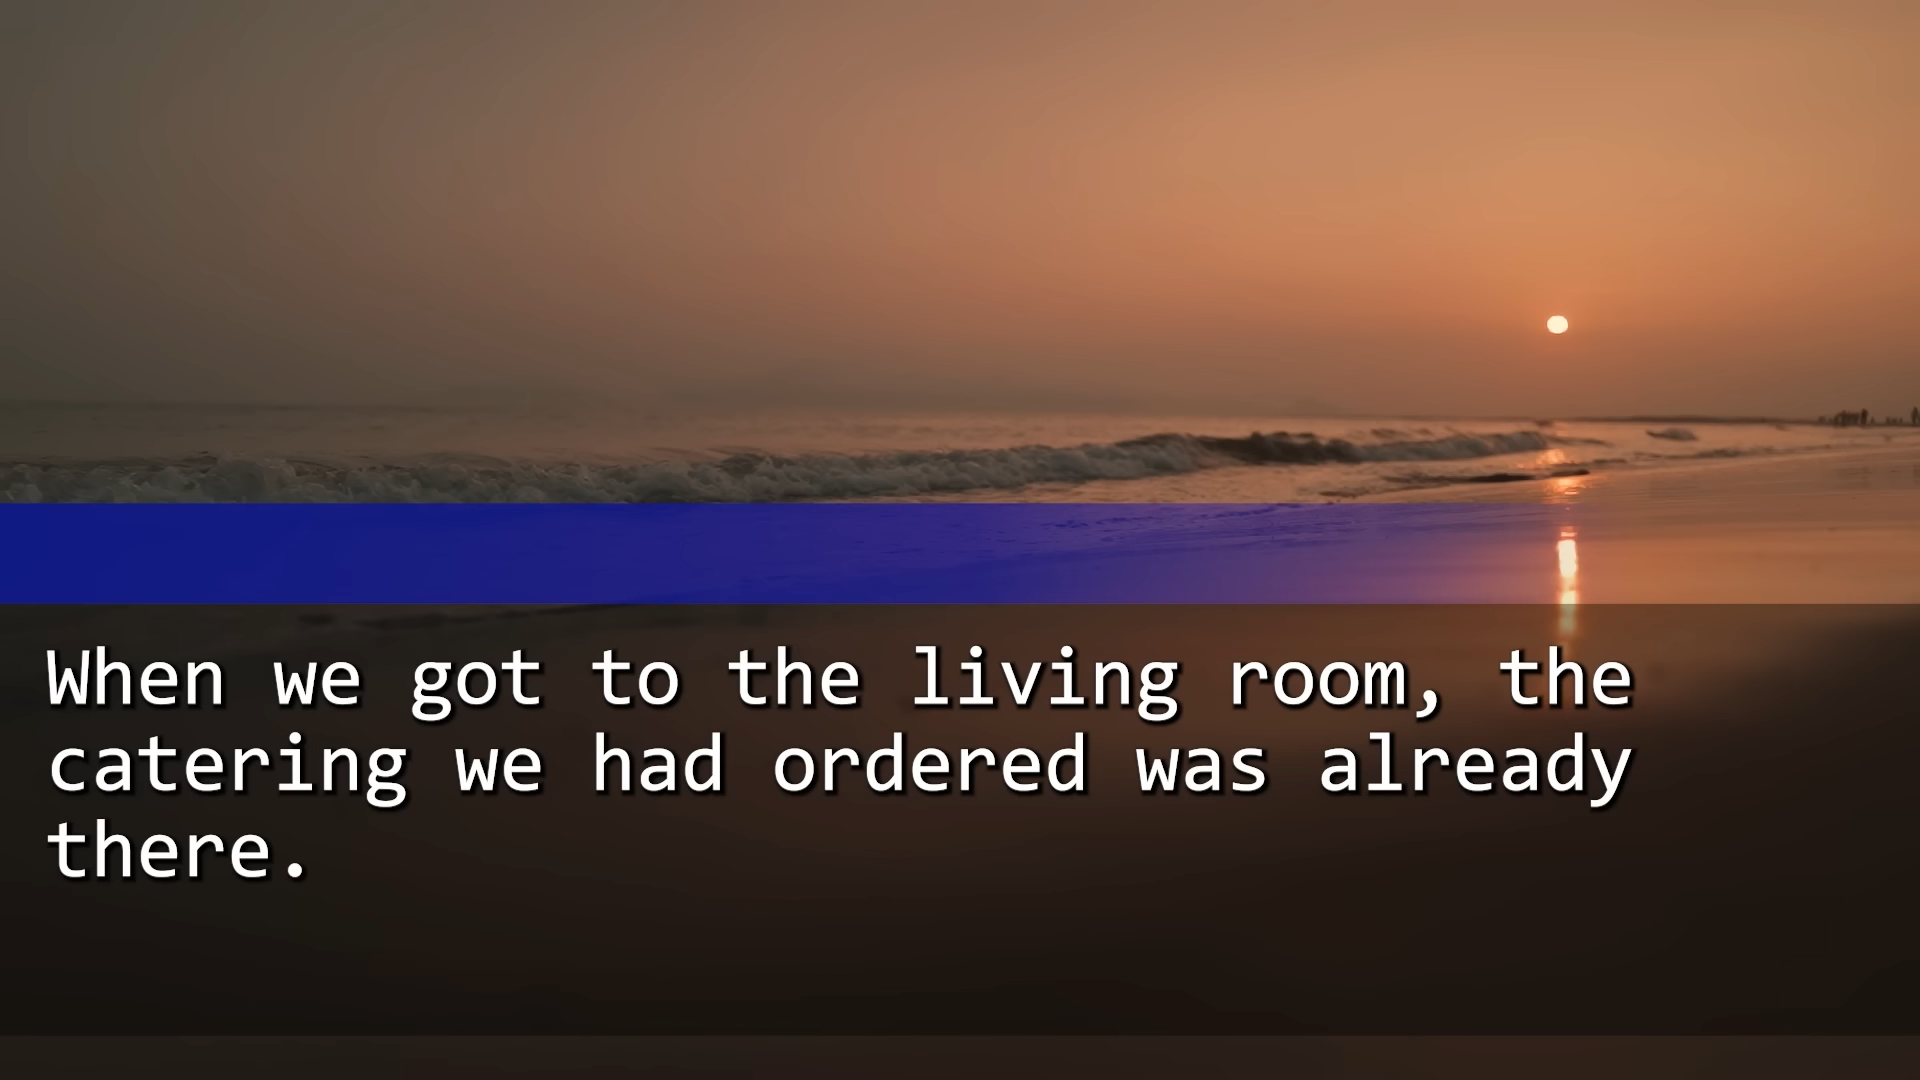 When we got to the living room, the
catering we had ordered was already
there.